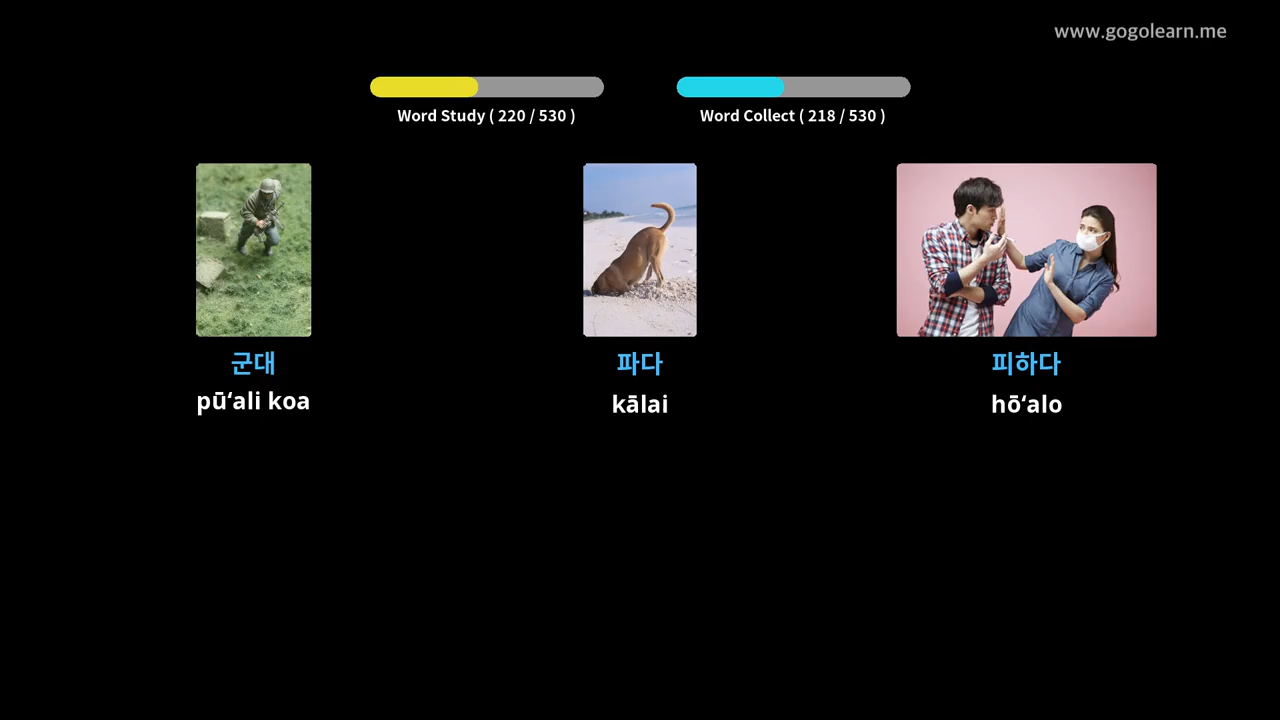 www.gogolearn.me
Word Study ( 220 / 530 )
Word Collect ( 218 / 530 )
군대
파다
피하다
pūʻali koa
kālai
hōʻalo